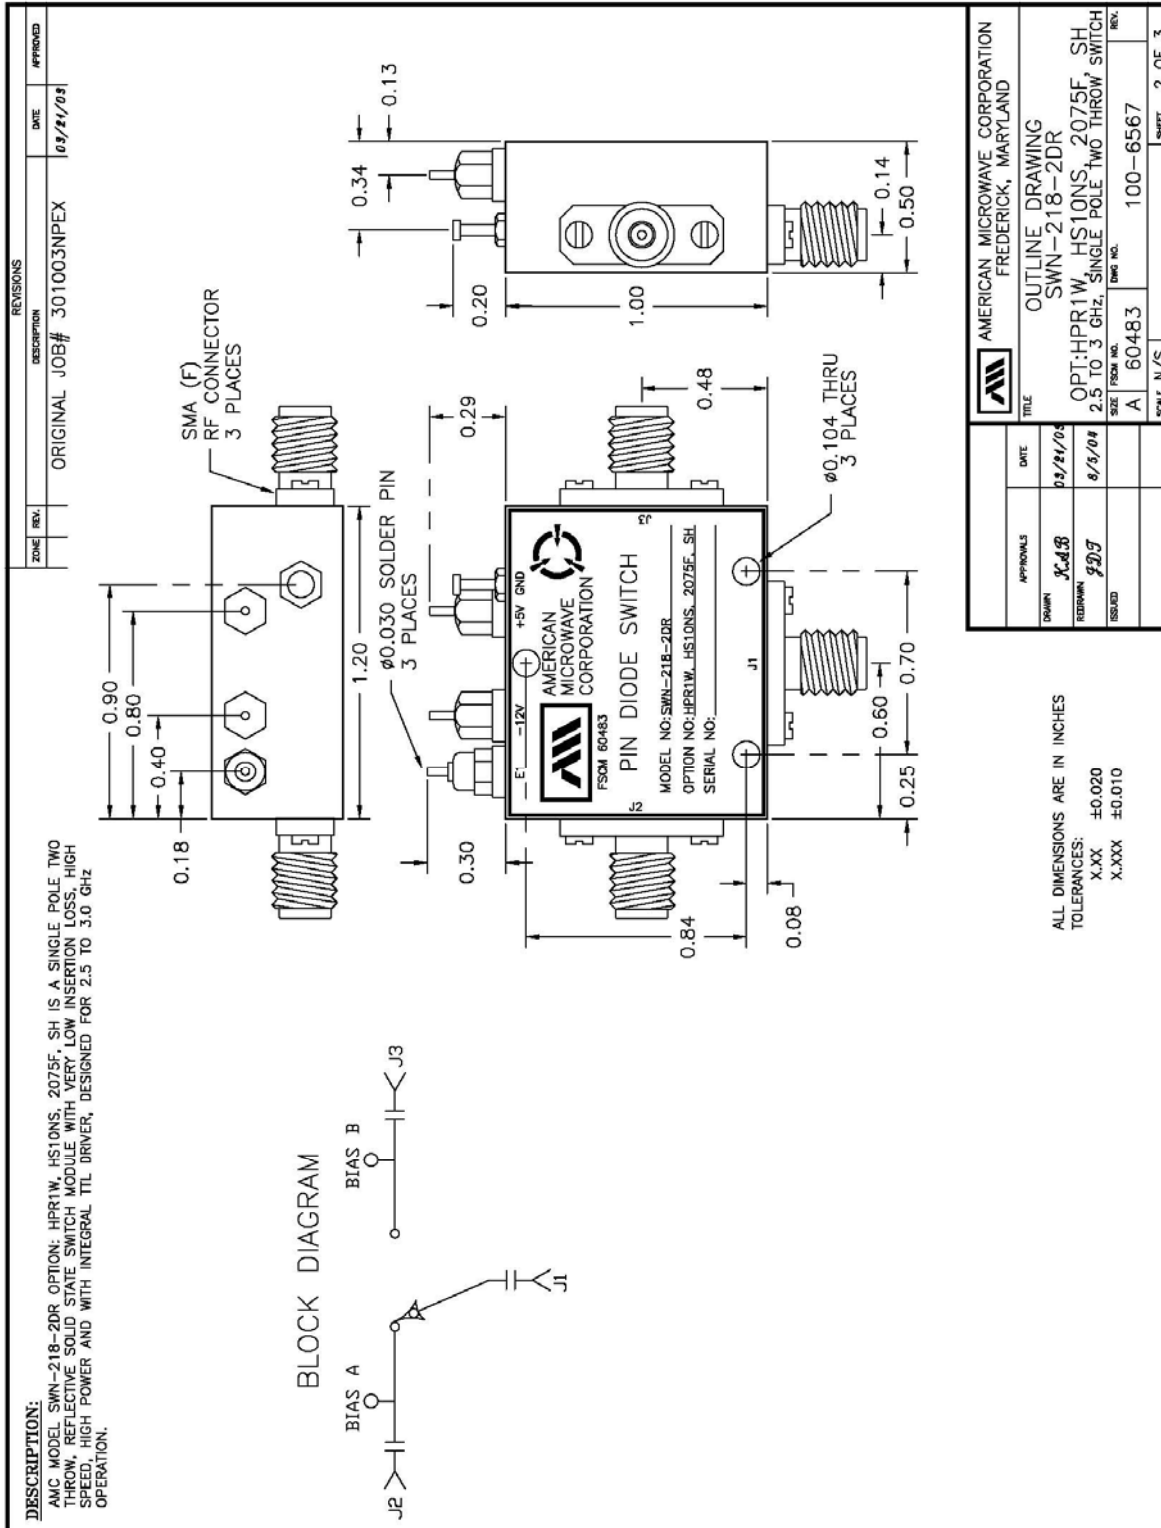 DESCRIPTION:
AMC MODEL SWN-218-2DR OPTION: HPR1W, HS10NS, 2075F, SH IS A SINGLE POLE TWO
THROW, REFLECTIVE SOLID STATE SWITCH MODULE WITH VERY LOW INSERTION LOSS, HIGH
SPEED, HIGH POWER AND WITH INTEGRAL TTL DRIVER, DESIGNED FOR 2.5 TO 3.0 GHz
OPERATION.
REVISIONS
ZONE REV. DESCRIPTION DATE APPROVED
ORIGINAL JOB# 301003NPEX 03/21/03
BLOCK DIAGRAM
BIAS A
BIAS B
J2
J3
J1
0.90
0.80
0.40
0.18
1.20
SMA (F)
RF CONNECTOR
3 PLACES
ø0.030 SOLDER PIN
3 PLACES
0.30
0.29
0.34
0.13
0.20
1.00
0.14
0.50
E1 -12V +5V GND
AMERICAN
MICROWAVE
CORPORATION
FSCM 60483
PIN DIODE SWITCH
MODEL NO:SWN-218-2DR
OPTION NO:HPR1W, HS10NS, 2075F, SH
SERIAL NO:
J2
J3
J1
0.48
ø0.104 THRU
3 PLACES
0.84
0.08
0.25
0.60
0.70
ALL DIMENSIONS ARE IN INCHES
TOLERANCES:
X.XX ±0.020
X.XXX ±0.010
APPROVALS DATE
DRAWN KAB 03/21/03
REDRAWN JDT 8/5/04
ISSUED
AMERICAN MICROWAVE CORPORATION
FREDERICK, MARYLAND
TITLE
OUTLINE DRAWING
SWN-218-2DR
OPT:HPR1W, HS10NS, 2075F, SH
2.5 TO 3 GHz, SINGLE POLE TWO THROW SWITCH
SIZE FSCM NO. DWG NO. REV.
A 60483 100-6567
SCALE N/S SHEET 2 OF 3